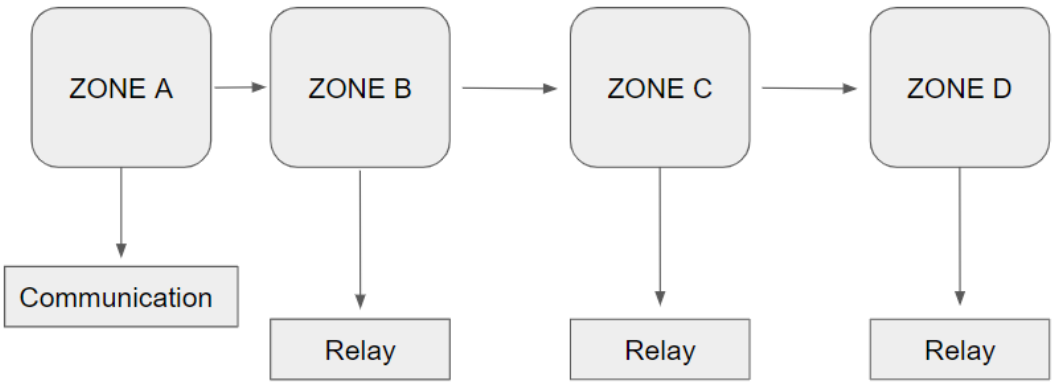 ZONE A
ZONE B
ZONE C
ZONE D
Communication
Relay
Relay
Relay